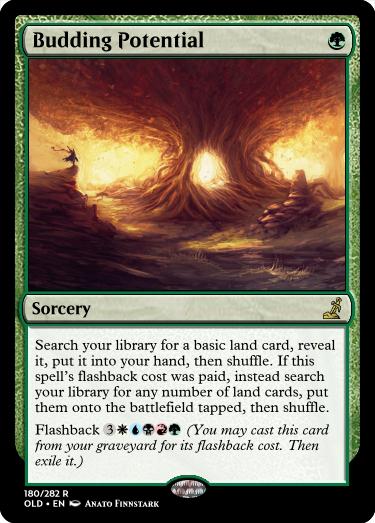 Budding Potential
Sorcery
Search your library for a basic land card, reveal
it, put it into your hand, then shuffle. If this
spell's flashback cost was paid, instead search
your library for any number of land cards, put
them onto the battlefield tapped, then shuffle.
Flashback 3 (You may cast this card
from your graveyard for its flashback cost. Then
exile it.)
180/282 R
OLD • EN Anato Finnstark